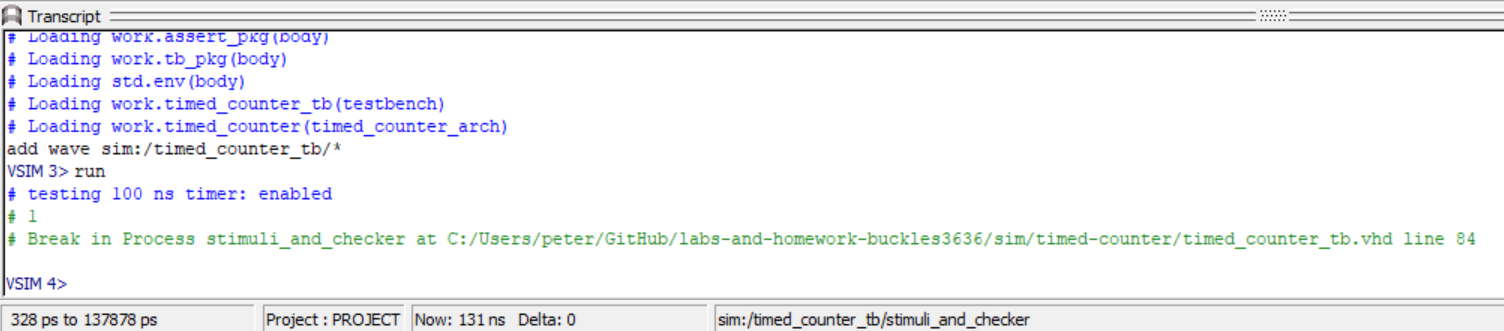 Transcript
# Loading work.assert_pkg(body)
# Loading work.tb_pkg(body)
# Loading std.env(body)
# Loading work.timed_counter_tb(testbench)
# Loading work.timed_counter(timed_counter_arch)
add wave sim:/timed_counter_tb/*
VSIM 3> run
# testing 100 ns timer: enabled
# 1
# Break in Process stimuli_and_checker at C:/Users/peter/GitHub/labs-and-homework-buckles3636/sim/timed-counter/timed_counter_tb.vhd line 84
VSIM 4>
328 ps to 137878 ps Project : PROJECT Now: 131 ns Delta: 0 sim:/timed_counter_tb/stimuli_and_checker